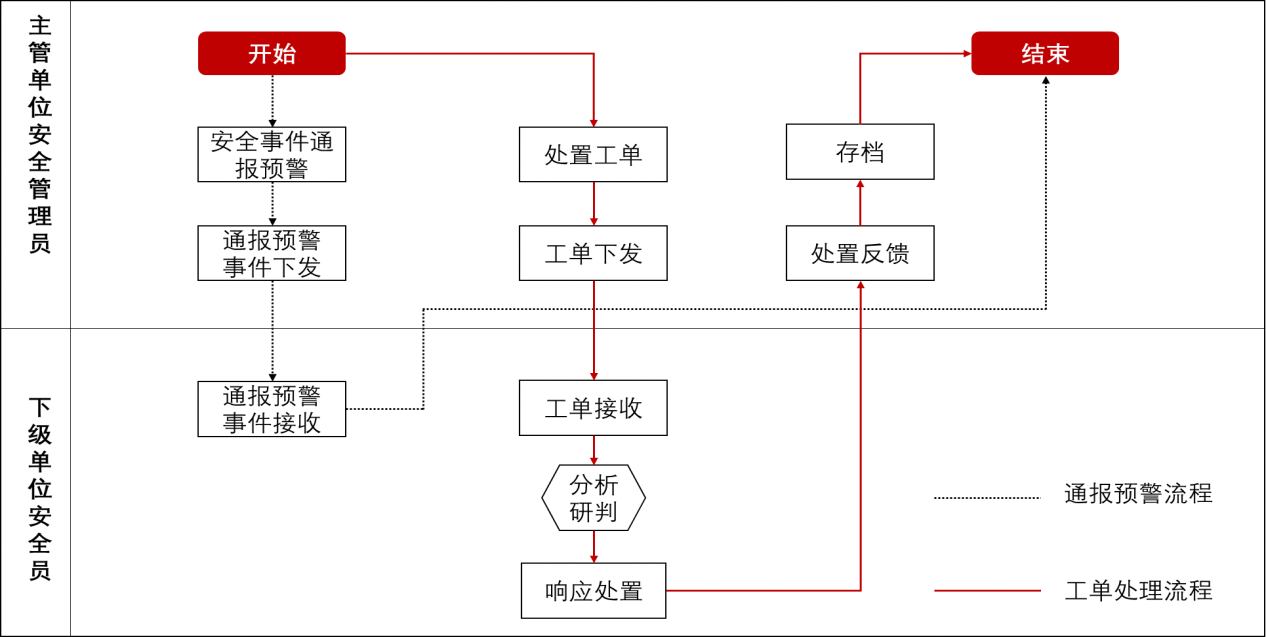 主管单位安全管理员
开始
结束
安全事件通
报预警
处置工单
存档
通报预警
事件下发
工单下发
处置反馈
下级单位安全员
通报预警
事件接收
工单接收
分析
研判
响应处置
通报预警流程
工单处理流程